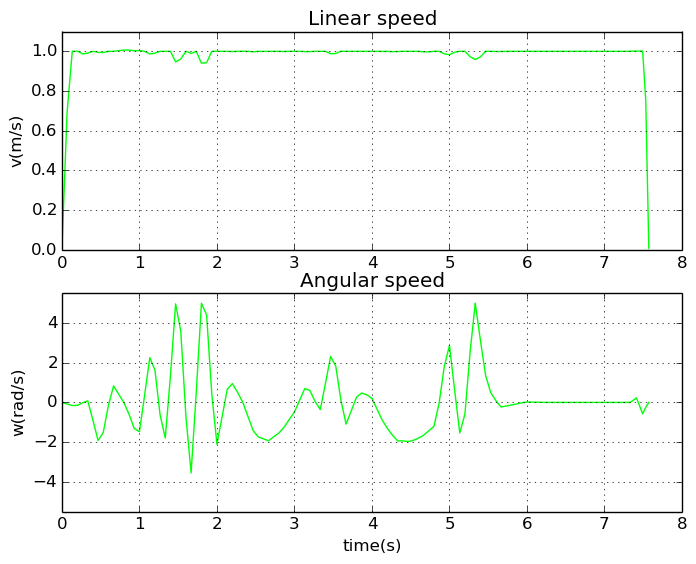 Linear speed
1.0
0.8
0.6
0.4
0.2
0.0
v(m/s)
0 1 2 3 4 5 6 7 8
Angular speed
4
2
0
−2
−4
w(rad/s)
0 1 2 3 4 5 6 7 8
time(s)